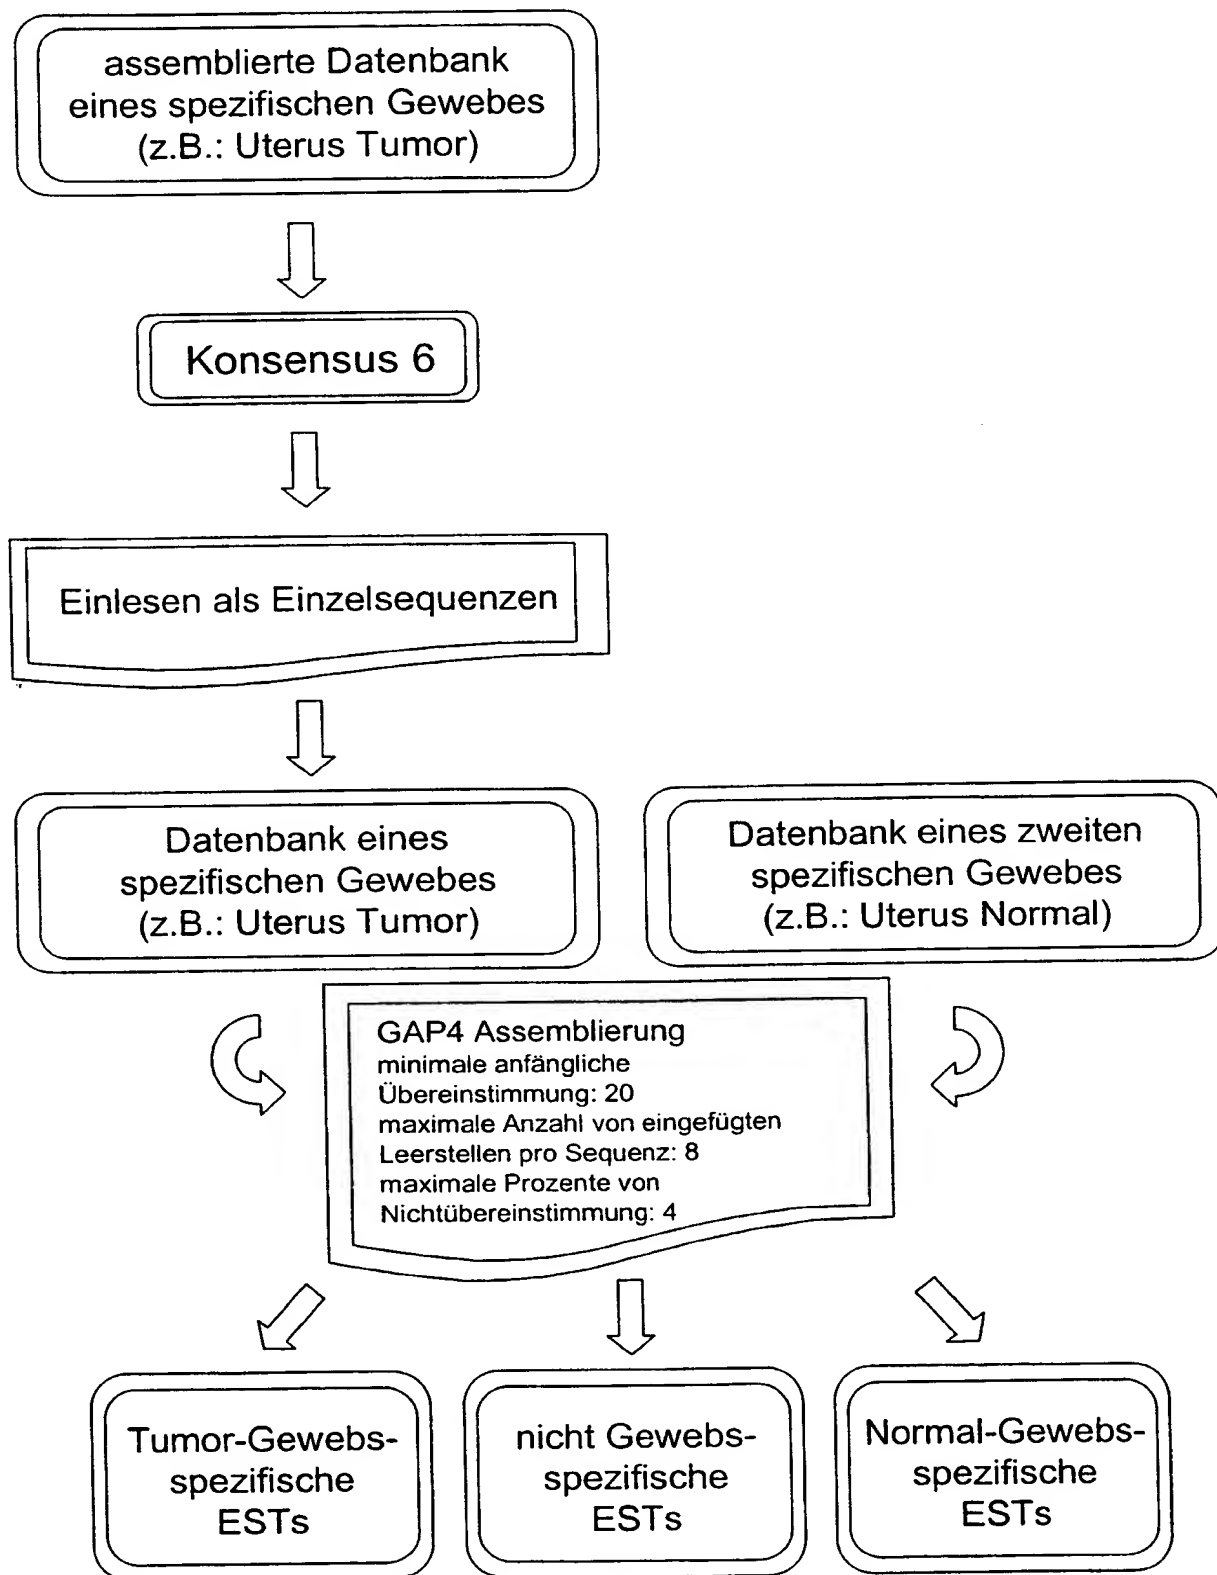 assemblierte Datenbank
eines spezifischen Gewebes
(z.B.: Uterus Tumor)
Konsensus 6
Einlesen als Einzelsequenzen
Datenbank eines
spezifischen Gewebes
(z.B.: Uterus Tumor)
Datenbank eines zweiten
spezifischen Gewebes
(z.B.: Uterus Normal)
GAP4 Assemblierung
minimale anfängliche
Übereinstimmung: 20
maximale Anzahl von eingefügten
Leerstellen pro Sequenz: 8
maximale Prozente von
Nichtübereinstimmung: 4
Tumor-Gewebs-
spezifische
ESTs
nicht Gewebs-
spezifische
ESTs
Normal-Gewebs-
spezifische
ESTs